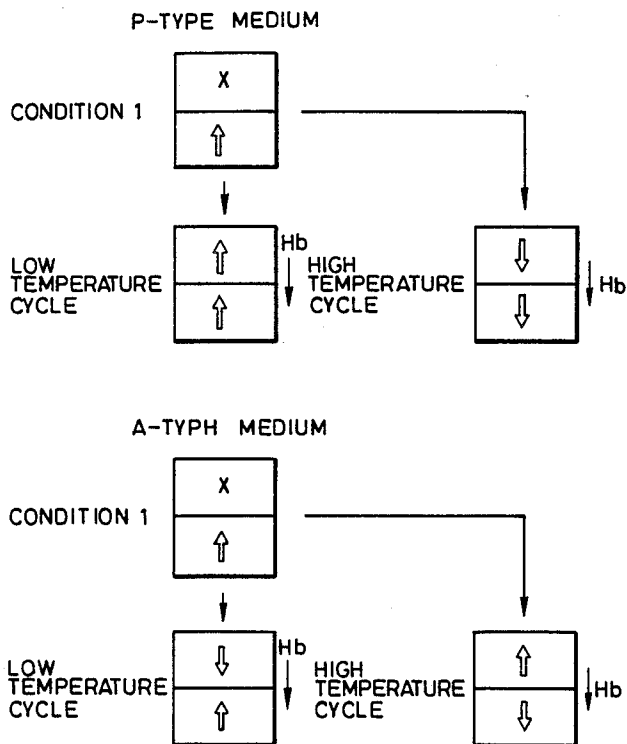 P-TYPE MEDIUM
X
CONDITION 1
Hb
LOW
TEMPERATURE
CYCLE
HIGH
TEMPERATURE
CYCLE
Hb
A-TYPH MEDIUM
X
CONDITION 1
Hb
LOW
TEMPERATURE
CYCLE
HIGH
TEMPERATURE
CYCLE
Hb